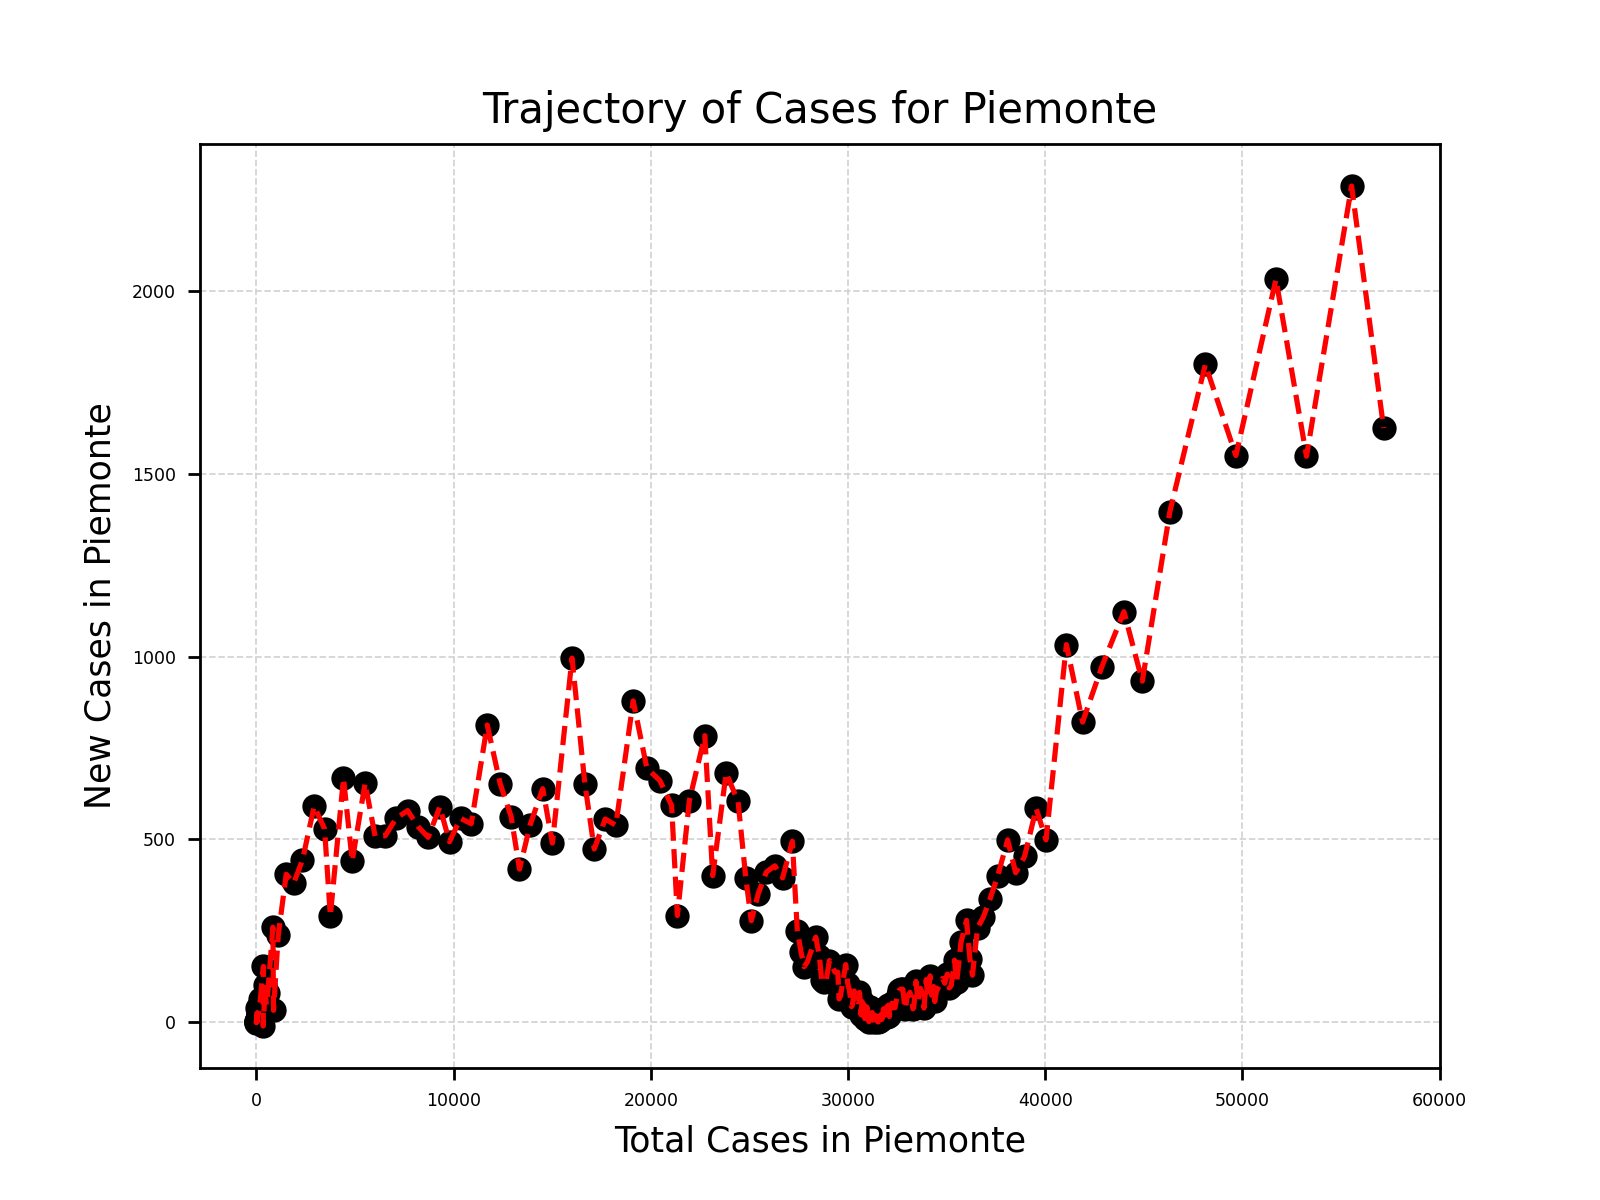 Trajectory of Cases for Piemonte
New Cases in Piemonte
2000
1500
1000
500
0
0 10000 20000 30000 40000 50000 60000
Total Cases in Piemonte